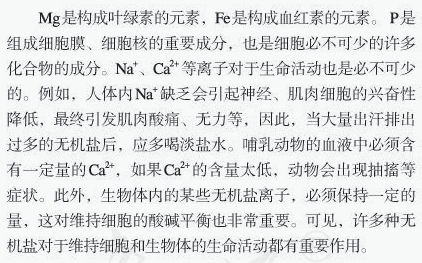 Mg是构成叶绿素的元素，Fe是构成血红素的元素。P是
组成细胞膜、细胞核的重要成分，也是细胞必不可少的许多
化合物的成分。Na⁺、Ca²⁺等离子对于生命活动也是必不可少
的。例如，人体内Na⁺缺乏会引起神经、肌肉细胞的兴奋性
降低，最终引发肌肉酸痛、无力等，因此，当大量出汗排出
过多的无机盐后，应多喝淡盐水。哺乳动物的血液中必须含
有一定量的Ca²⁺，如果Ca²⁺的含量太低，动物会出现抽搐等
症状。此外，生物体内的某些无机盐离子，必须保持一定的
量，这对维持细胞的酸碱平衡也非常重要。可见，许多种无
机盐对于维持细胞和生物体的生命活动都有重要作用。